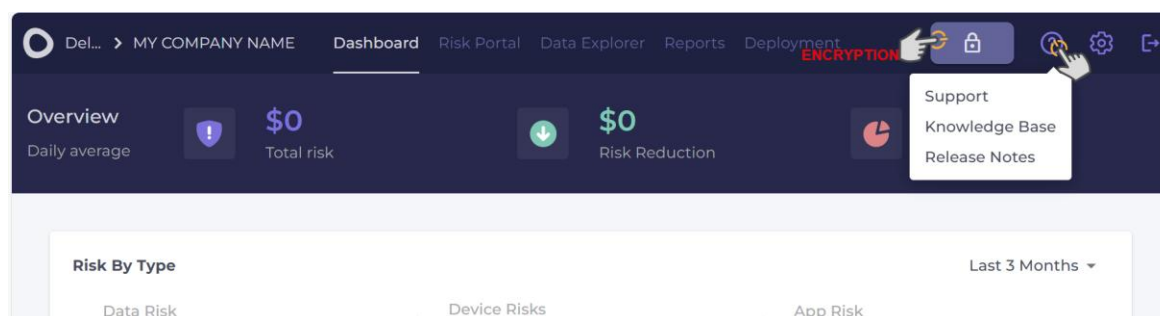 Del... > MY COMPANY NAME Dashboard Risk Portal Data Explorer Reports Deployment
ENCRYPTION
Support
Knowledge Base
Release Notes
Overview
Daily average
$0
Total risk
$0
Risk Reduction
Risk By Type
Last 3 Months
Data Risk
Device Risks
App Risk